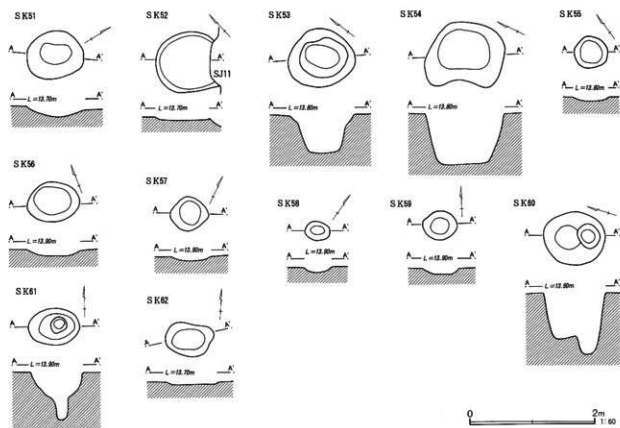 SK51
A A'
A L=13.70m A'
SK52
A A'
SJ11
A L=13.70m A'
SK53
A A'
A L=13.80m A'
SK54
A A'
A L=13.80m A'
SK55
A A'
A L=13.80m A'
SK56
A A'
A L=13.90m A'
SK57
A A'
A L=13.90m A'
SK58
A A'
A L=13.90m A'
SK59
A A'
A L=13.90m A'
SK60
A A'
A L=13.90m A'
SK61
A A'
A L=13.90m A'
SK62
A A'
A L=13.70m A'
0 2m
1:60